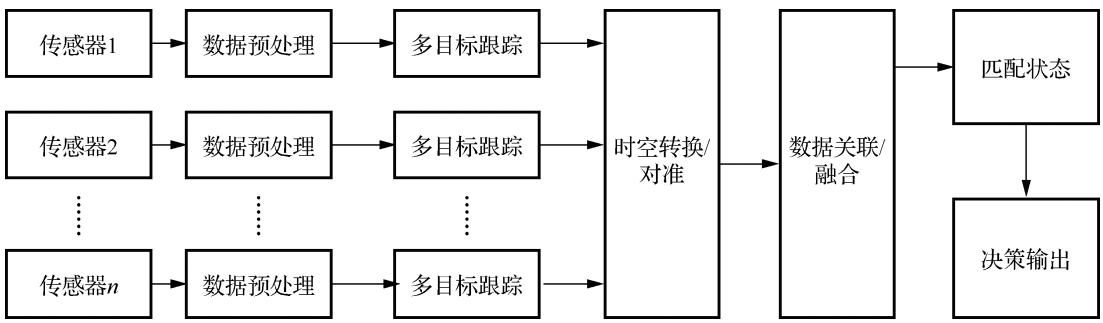 传感器1
数据预处理
多目标跟踪
传感器2
数据预处理
多目标跟踪
传感器n
数据预处理
多目标跟踪
时空转换/
对准
数据关联/
融合
匹配状态
决策输出